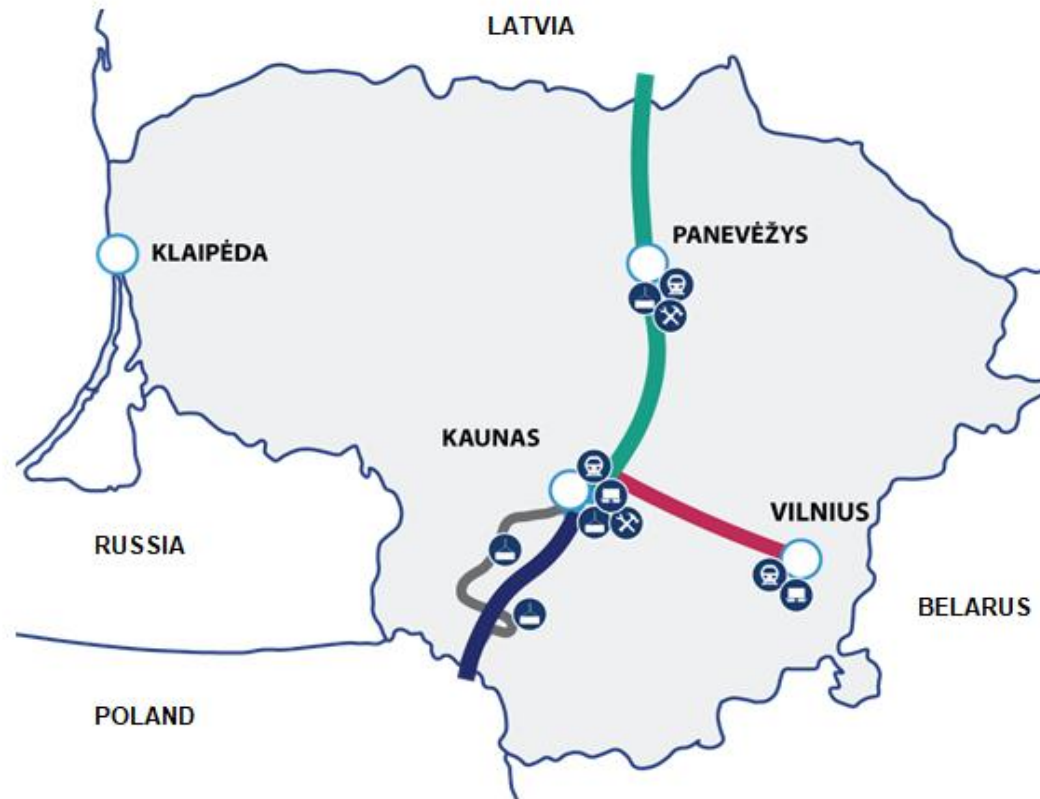 LATVIA
PANEVĖŽYS
KLAIPĖDA
KAUNAS
VILNIUS
RUSSIA
BELARUS
POLAND